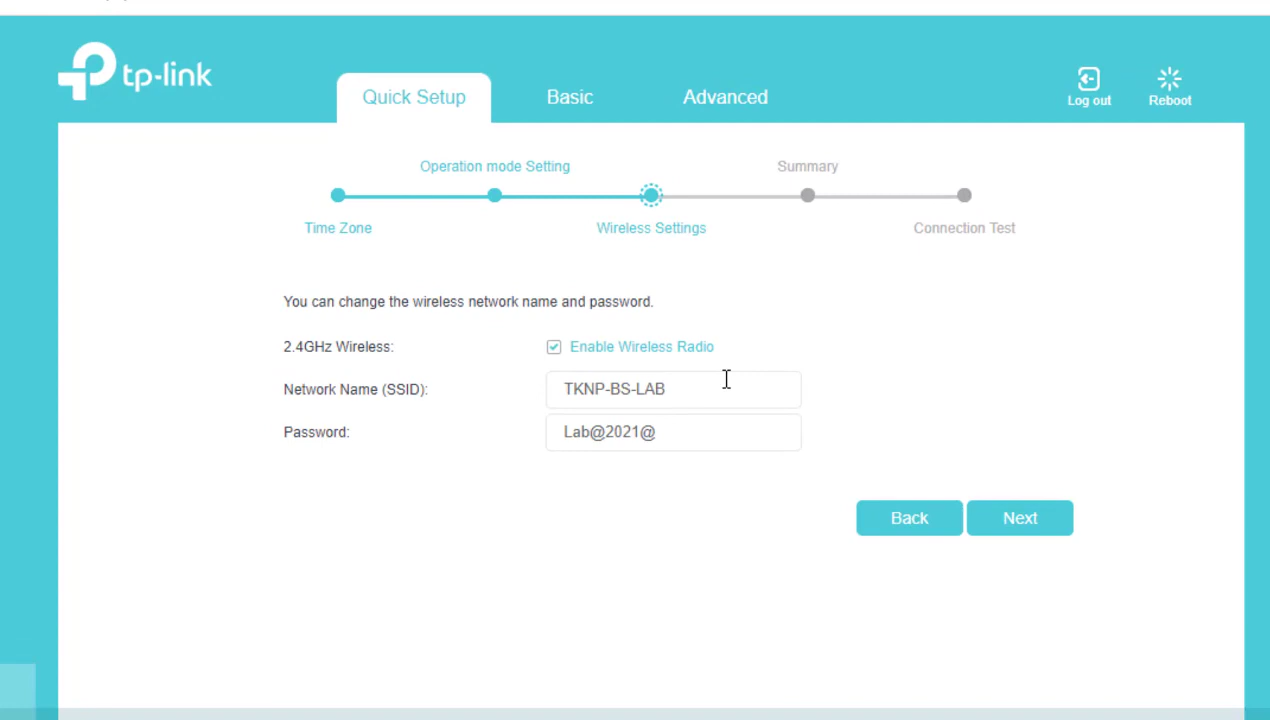 tp-link
Quick Setup
Basic
Advanced
Log out
Reboot
Operation mode Setting
Summary
Time Zone
Wireless Settings
Connection Test
You can change the wireless network name and password.
2.4GHz Wireless:
Enable Wireless Radio
Network Name (SSID):
TKNP-BS-LAB
Password:
Lab@2021@
Back
Next